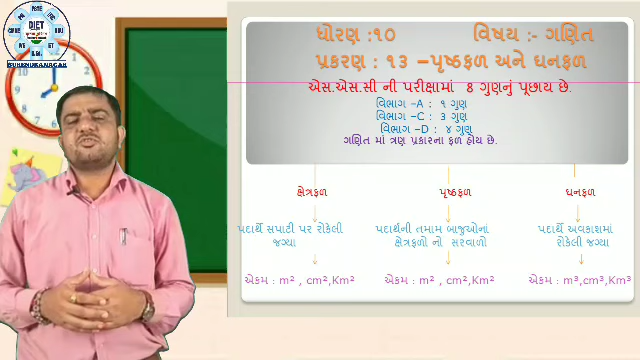 DIET
SURENDRANAGAR
ધોરણ :૧૦ વિષય :- ગણિત
પ્રકરણ : ૧૩ –પૃષ્ઠફળ અને ઘનફળ
એસ.એસ.સી ની પરીક્ષામાં 8 ગુણનું પૂછાય છે.
વિભાગ –A : ૧ ગુણ
વિભાગ –C : ૩ ગુણ
વિભાગ –D : ૪ ગુણ
ગણિત માં ત્રણ પ્રકારના ફળ હોય છે.
ક્ષેત્રફળ પૃષ્ઠફળ ઘનફળ
પદાર્થે સપાટી પર રોકેલી જગ્યા
પદાર્થની તમામ બાજુઓનાં ક્ષેત્રફળો નો સરવાળો
પદાર્થે અવકાશમાં રોકેલી જગ્યા
એકમ : m² , cm²,Km² એકમ : m² , cm²,Km² એકમ : m³,cm³,Km³